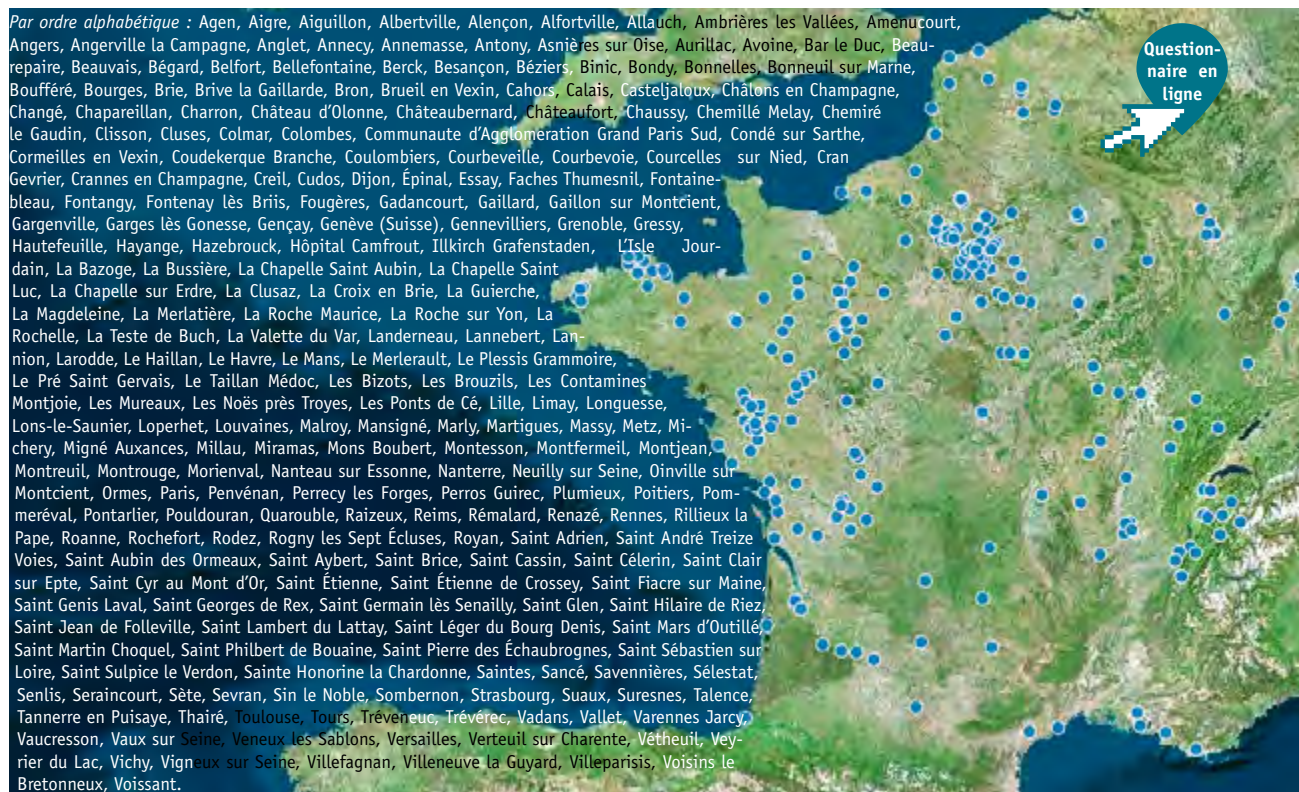 Par ordre alphabétique : Agen, Aigre, Aiguillon, Albertville, Alençon, Alfortville, Allauch, Ambrières les Vallées, Amenucourt,
Angers, Angerville la Campagne, Anglet, Annecy, Annemasse, Antony, Asnières sur Oise, Aurillac, Avoine, Bar le Duc, Beau-
repaire, Beauvais, Bégard, Belfort, Bellefontaine, Berck, Besançon, Béziers, Binic, Bondy, Bonnelles, Bonneuil sur Marne,
Boufféré, Bourges, Brie, Brive la Gaillarde, Bron, Brueil en Vexin, Cahors, Calais, Casteljaloux, Châlons en Champagne,
Changé, Chapareillan, Charron, Château d'Olonne, Châteaubernard, Châteaufort, Chaussy, Chemillé Melay, Chemiré
le Gaudin, Clisson, Cluses, Colmar, Colombes, Communaute d'Agglomeration Grand Paris Sud, Condé sur Sarthe,
Cormeilles en Vexin, Coudekerque Branche, Coulombiers, Courbeveille, Courbevoie, Courcelles sur Nied, Cran
Gevrier, Crannes en Champagne, Creil, Cudos, Dijon, Épinal, Essay, Faches Thumesnil, Fontaine-
bleau, Fontangy, Fontenay lès Briis, Fougères, Gadancourt, Gaillard, Gaillon sur Montcient,
Gargenville, Garges lès Gonesse, Gençay, Genève (Suisse), Gennevilliers, Grenoble, Gressy,
Hautefeuille, Hayange, Hazebrouck, Hôpital Camfrout, Illkirch Grafenstaden, L'Isle Jour-
dain, La Bazoge, La Bussière, La Chapelle Saint Aubin, La Chapelle Saint
Luc, La Chapelle sur Erdre, La Clusaz, La Croix en Brie, La Guierche,
La Magdeleine, La Merlatière, La Roche Maurice, La Roche sur Yon, La
Rochelle, La Teste de Buch, La Valette du Var, Landerneau, Lannebert, Lan-
nion, Larodde, Le Haillan, Le Havre, Le Mans, Le Merlerault, Le Plessis Grammoire,
Le Pré Saint Gervais, Le Taillan Médoc, Les Bizots, Les Brouzils, Les Contamines
Montjoie, Les Mureaux, Les Noës près Troyes, Les Ponts de Cé, Lille, Limay, Longuesse,
Lons-le-Saunier, Loperhet, Louvaines, Malroy, Mansigné, Marly, Martigues, Massy, Metz, Mi-
chery, Migné Auxances, Millau, Miramas, Mons Boubert, Montesson, Montfermeil, Montjean,
Montreuil, Montrouge, Morienval, Nanteau sur Essonne, Nanterre, Neuilly sur Seine, Oinville sur
Montcient, Ormes, Paris, Penvénan, Perrecy les Forges, Perros Guirec, Plumieux, Poitiers, Pom-
meréval, Pontarlier, Pouldouran, Quarouble, Raizeux, Reims, Rémalard, Renazé, Rennes, Rillieux la
Pape, Roanne, Rochefort, Rodez, Rogny les Sept Écluses, Royan, Saint Adrien, Saint André Treize
Voies, Saint Aubin des Ormeaux, Saint Aybert, Saint Brice, Saint Cassin, Saint Célerin, Saint Clair
sur Epte, Saint Cyr au Mont d'Or, Saint Étienne, Saint Étienne de Crossey, Saint Fiacre sur Maine,
Saint Genis Laval, Saint Georges de Rex, Saint Germain lès Senailly, Saint Glen, Saint Hilaire de Riez,
Saint Jean de Folleville, Saint Lambert du Lattay, Saint Léger du Bourg Denis, Saint Mars d'Outillé,
Saint Martin Choquel, Saint Philbert de Bouaine, Saint Pierre des Échaubrognes, Saint Sébastien sur
Loire, Saint Sulpice le Verdon, Sainte Honorine la Chardonne, Saintes, Sancé, Savennières, Sélestat,
Senlis, Seraincourt, Sète, Sevran, Sin le Noble, Sombernon, Strasbourg, Suaux, Suresnes, Talence,
Tannerre en Puisaye, Thairé, Toulouse, Tours, Tréveneuc, Trévérec, Vadans, Vallet, Varennes Jarcy,
Vaucresson, Vaux sur Seine, Veneux les Sablons, Versailles, Verteuil sur Charente, Vétheuil, Vey-
rier du Lac, Vichy, Vigneux sur Seine, Villefagnan, Villeneuve la Guyard, Villeparisis, Voisins le
Bretonneux, Voissant.
Question-
naire en
ligne